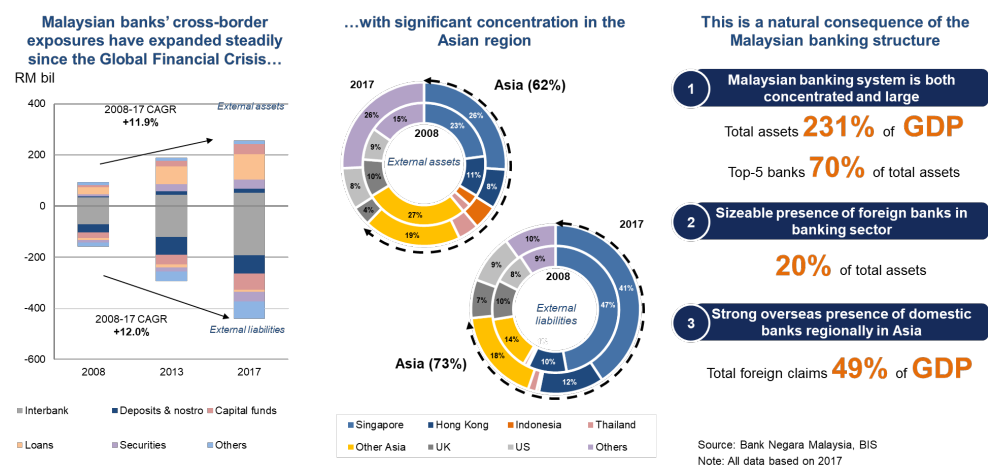 Malaysian banks’ cross-border
exposures have expanded steadily
since the Global Financial Crisis…
RM bil
400
200
0
-200
-400
-600
2008-17 CAGR
+11.9%
External assets
2008-17 CAGR
+12.0%
External liabilities
2008
2013
2017
Interbank
Deposits & nostro
Capital funds
Loans
Securities
Others
…with significant concentration in the
Asian region
2017
Asia (62%)
26%
26%
15%
23%
2008
9%
External assets
8%
10%
11%
8%
4%
27%
19%
2017
10%
9%
9%
8%
2008
41%
47%
7%
10%
External
liabilities
14%
18%
10%
12%
Asia (73%)
Singapore
Hong Kong
Indonesia
Thailand
Other Asia
UK
US
Others
This is a natural consequence of the
Malaysian banking structure
1
Malaysian banking system is both
concentrated and large
Total assets 231% of GDP
Top-5 banks 70% of total assets
2
Sizeable presence of foreign banks in
banking sector
20% of total assets
3
Strong overseas presence of domestic
banks regionally in Asia
Total foreign claims 49% of GDP
Source: Bank Negara Malaysia, BIS
Note: All data based on 2017